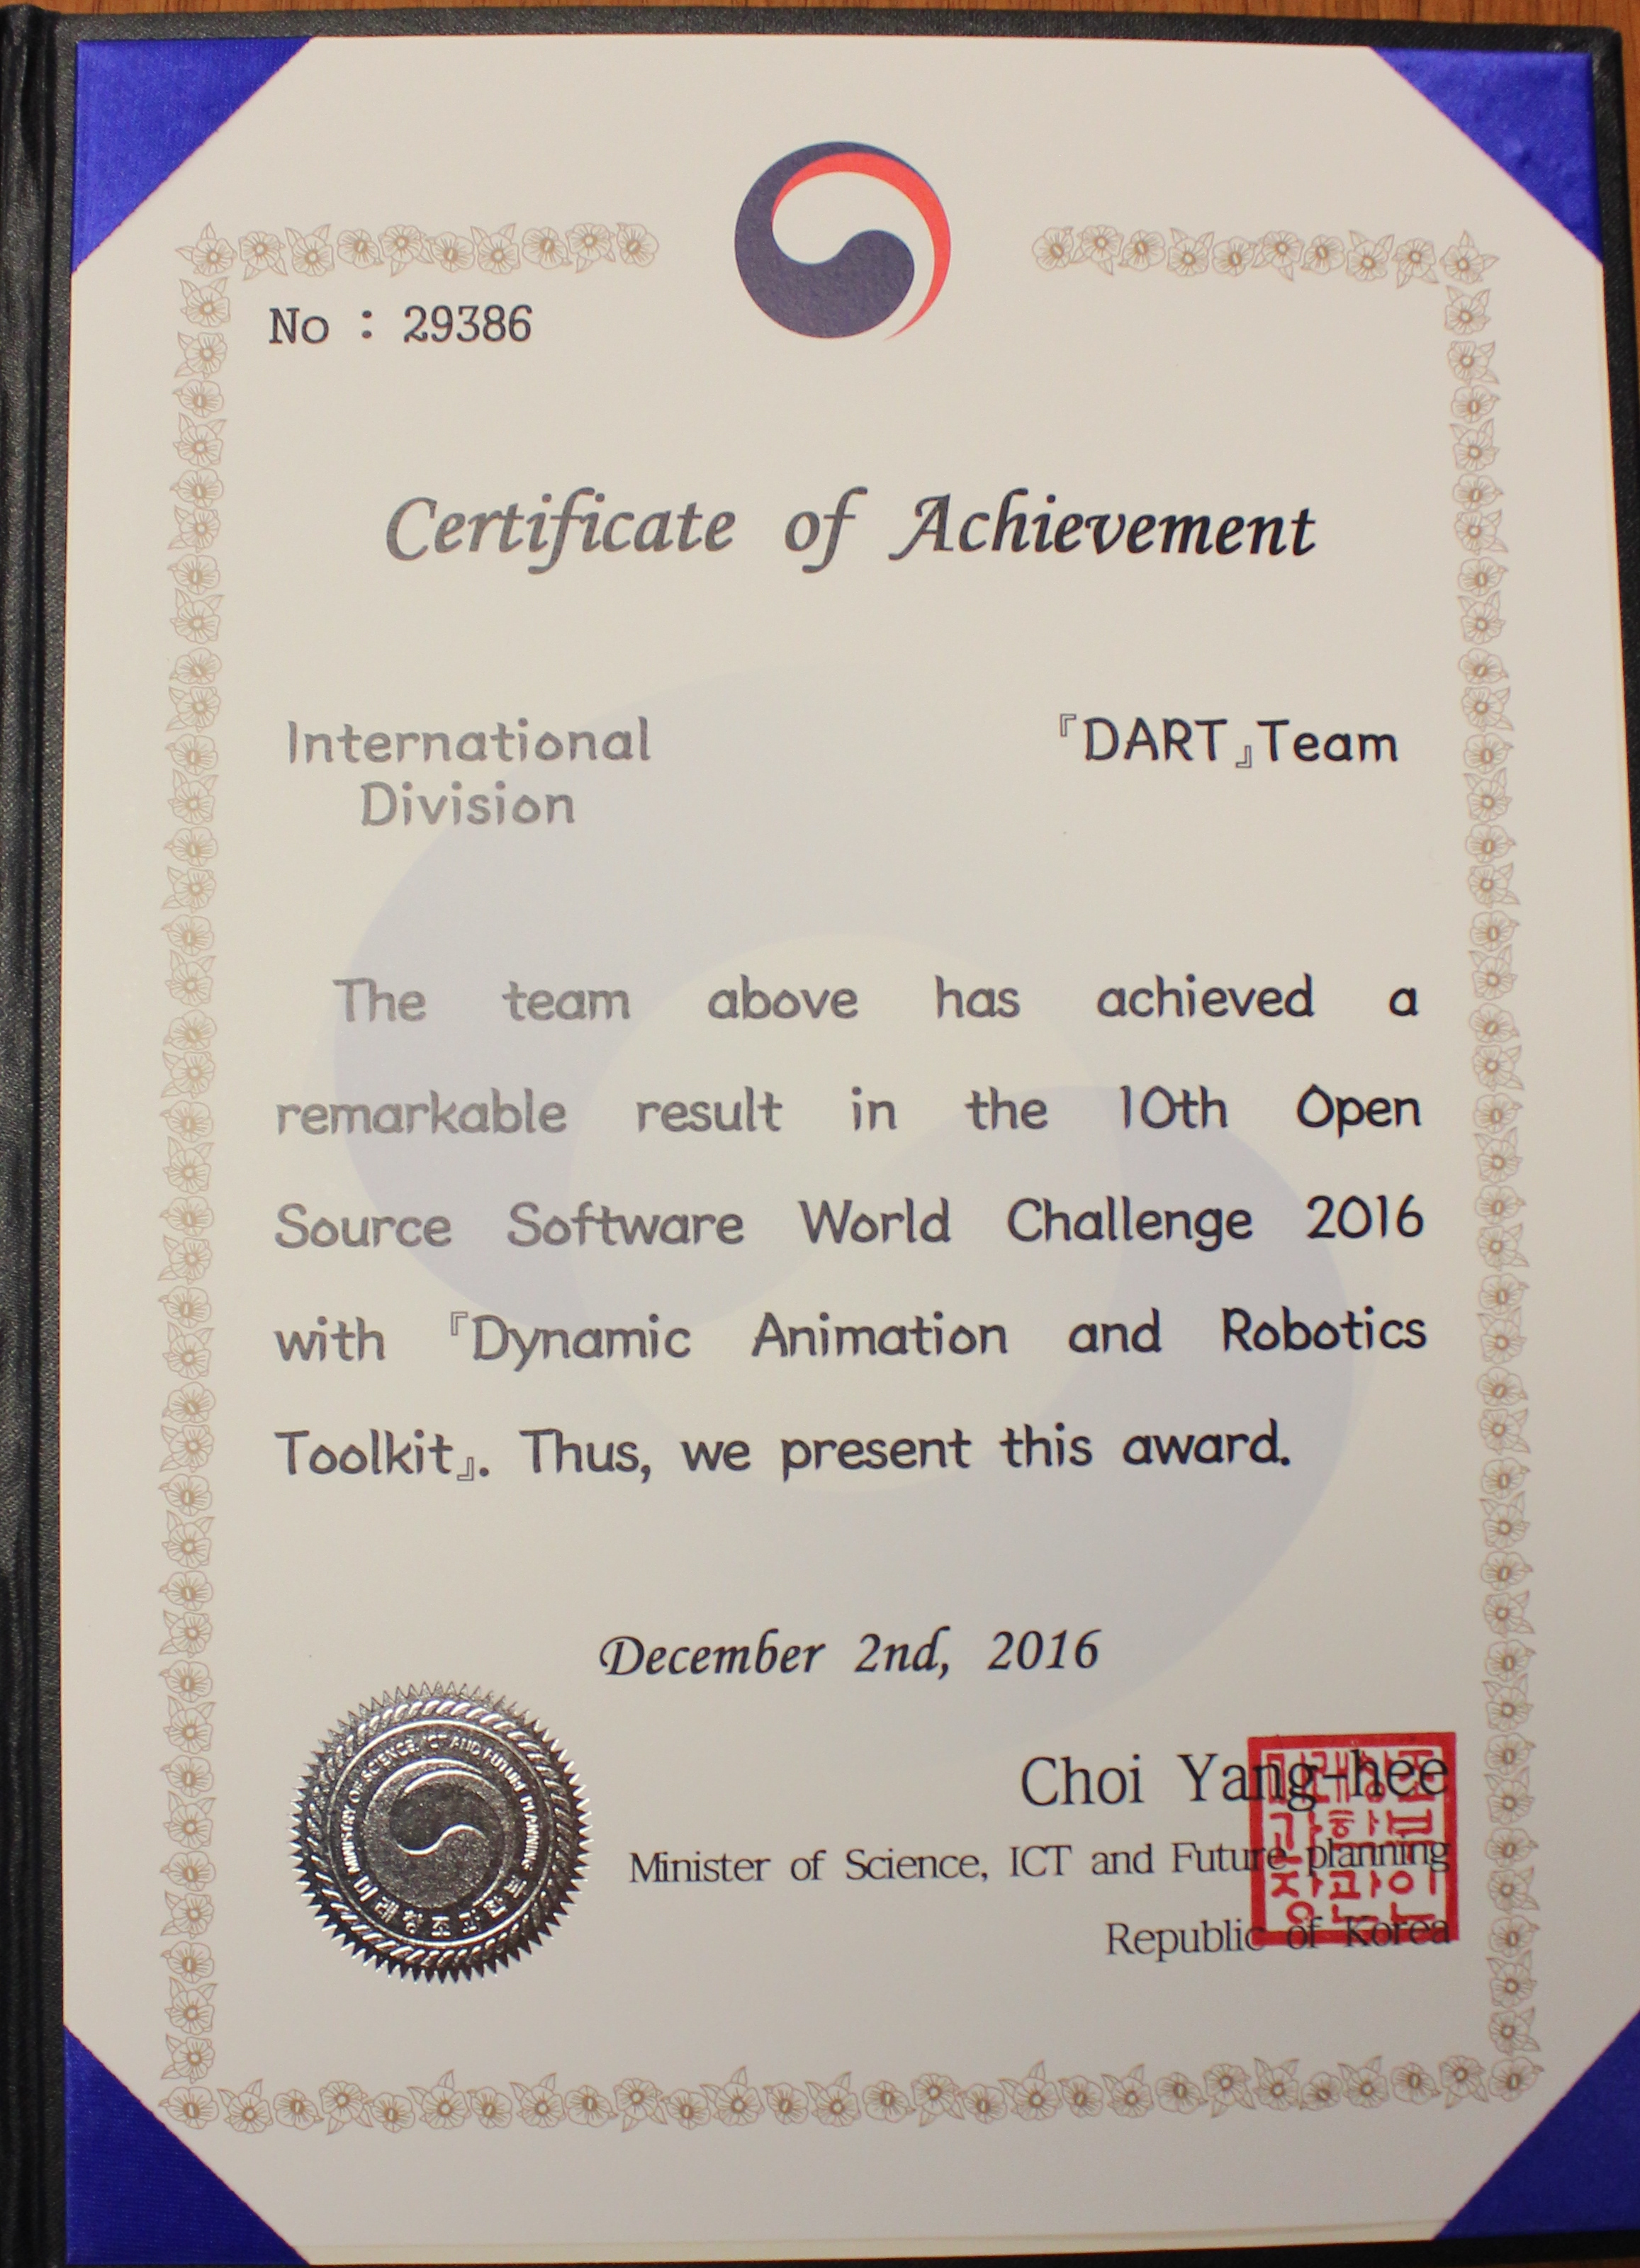 No : 29386
Certificate of Achievement
International
Division
『DART』Team
The team above has achieved a
remarkable result in the 10th Open
Source Software World Challenge 2016
with 『Dynamic Animation and Robotics
Toolkit』. Thus, we present this award.
December 2nd, 2016
MINISTRY OF SCIENCE, ICT AND FUTURE PLANNING
미래창조과학부
Choi Yang-hee
Minister of Science, ICT and Future planning
Republic of Korea
미래창조
과학부
장관인